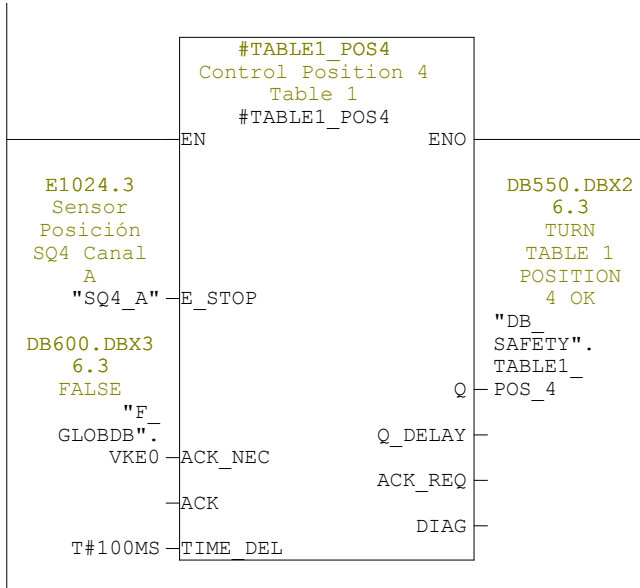 #TABLE1_POS4
Control Position 4
Table 1
#TABLE1_POS4
EN
ENO
E1024.3
Sensor
Posición
SQ4 Canal
A
"SQ4_A"
E_STOP
DB550.DBX2
6.3
TURN
TABLE 1
POSITION
4 OK
"DB_
SAFETY".
TABLE1_
POS_4
Q
DB600.DBX3
6.3
FALSE
"F_
GLOBDB".
VKE0
ACK_NEC
Q_DELAY
ACK_REQ
ACK
DIAG
T#100MS
TIME_DEL